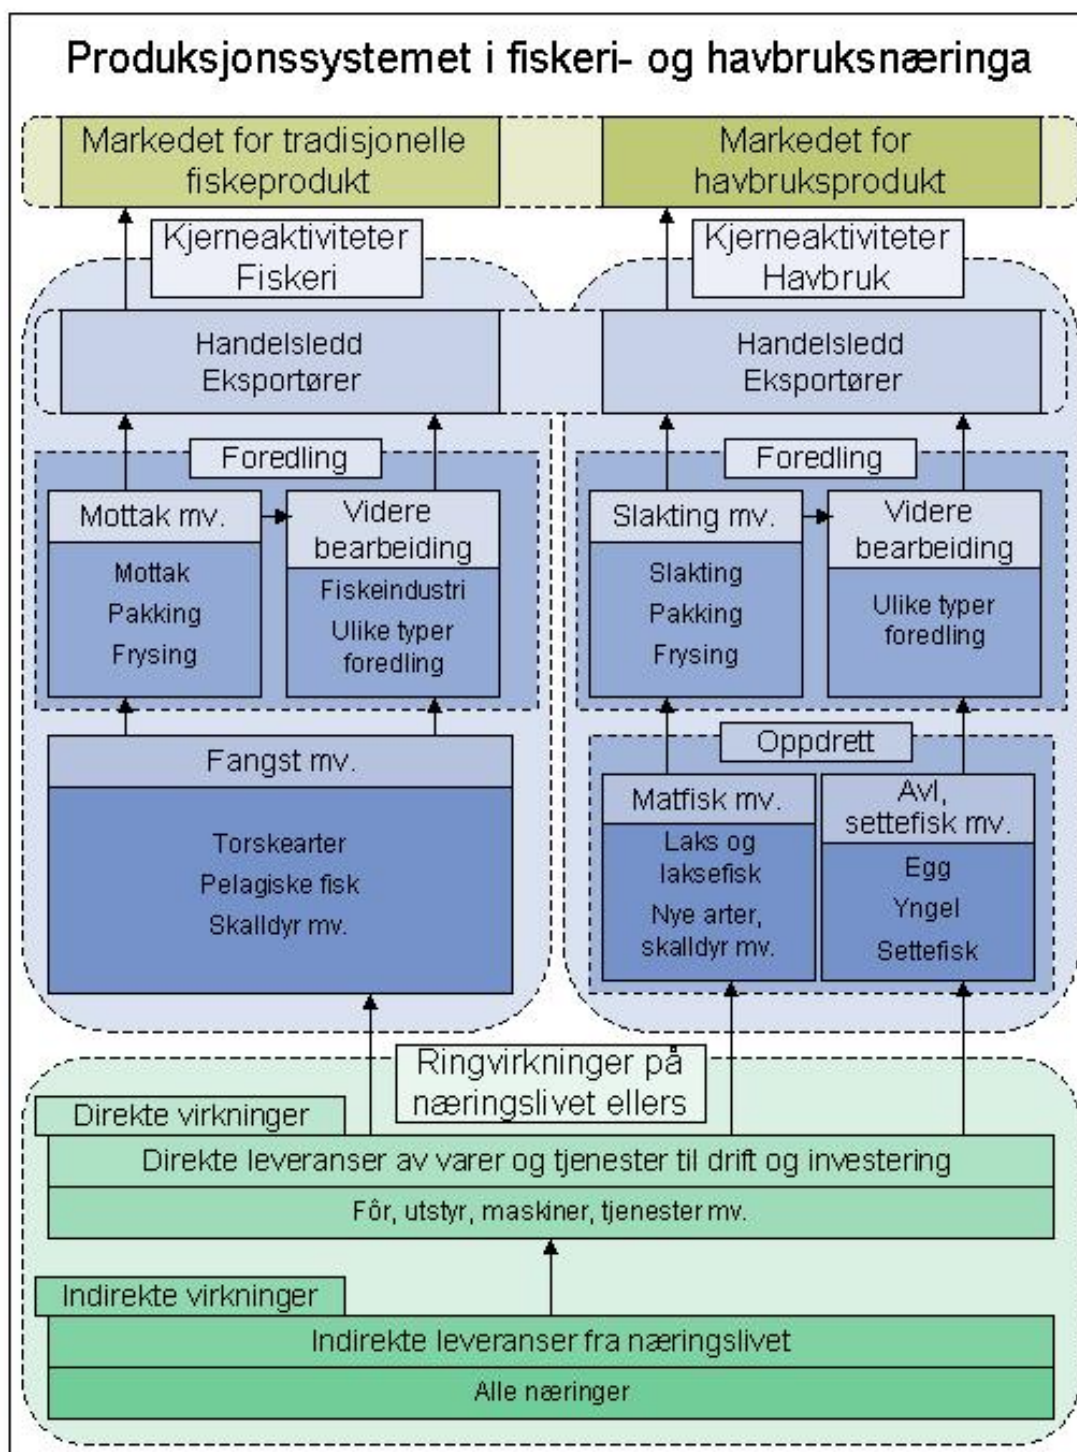 Produksjonssystemet i fiskeri- og havbruksnæringa
Markedet for tradisjonelle
fiskeprodukt
Markedet for
havbruksprodukt
Kjerneaktiviteter
Fiskeri
Kjerneaktiviteter
Havbruk
Handelsledd
Eksportører
Handelsledd
Eksportører
Foredling
Mottak mv.
Mottak
Pakking
Frysing
Videre
bearbeiding
Fiskeindustri
Ulike typer
foredling
Foredling
Slakting mv.
Slakting
Pakking
Frysing
Videre
bearbeiding
Ulike typer
foredling
Fangst mv.
Torskearter
Pelagiske fisk
Skalldyr mv.
Oppdrett
Matfisk mv.
Laks og
laksefisk
Nye arter,
skalldyr mv.
Avl,
settefisk mv.
Egg
Yngel
Settefisk
Ringvirkninger på
næringslivet ellers
Direkte virkninger
Direkte leveranser av varer og tjenester til drift og investering
Fôr, utstyr, maskiner, tjenester mv.
Indirekte virkninger
Indirekte leveranser fra næringslivet
Alle næringer